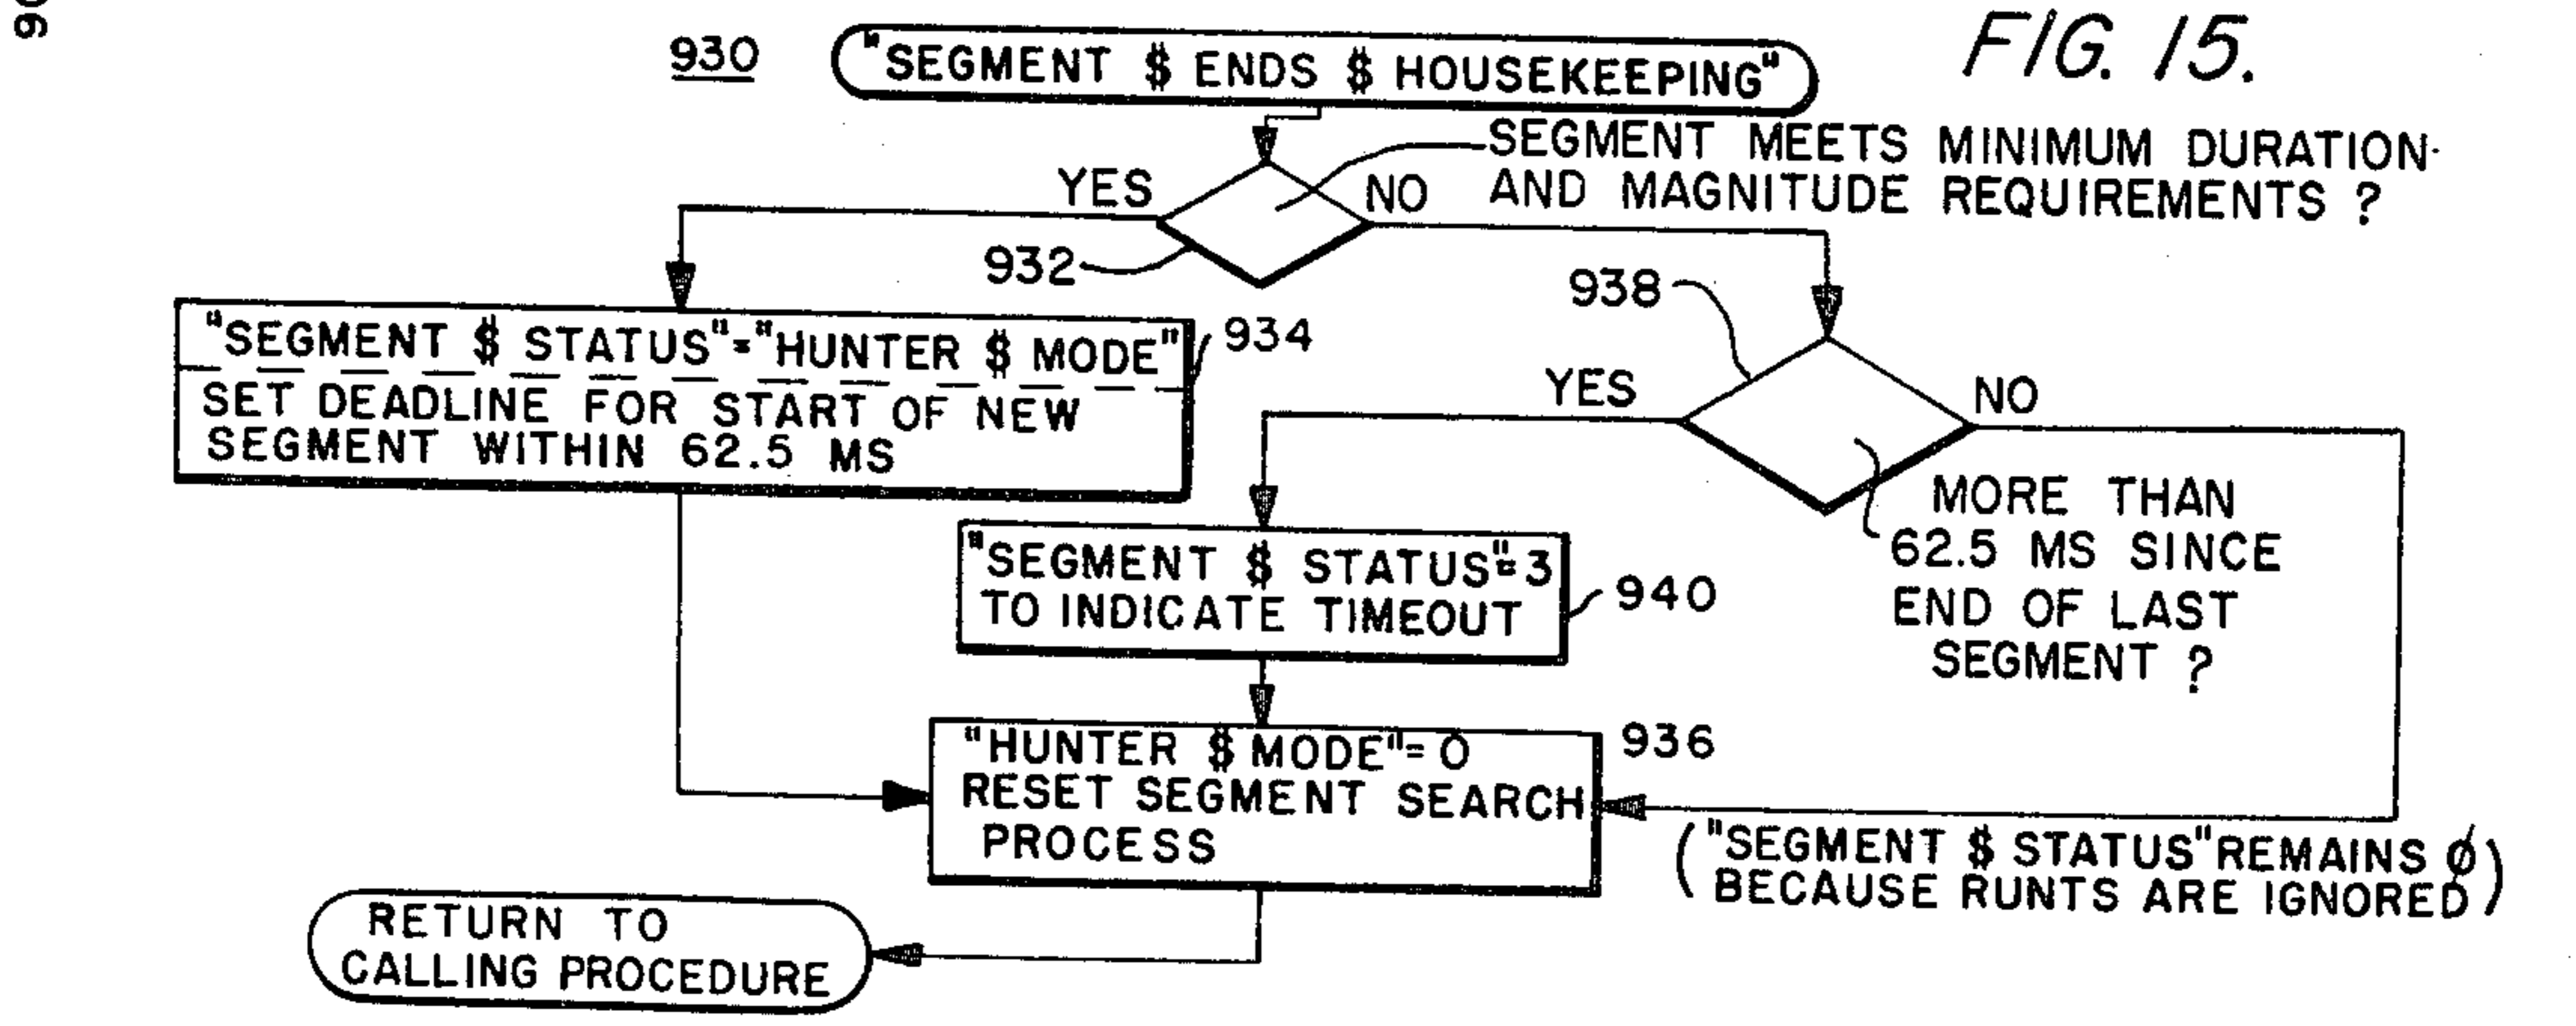 90
930
"SEGMENT $ ENDS $ HOUSEKEEPING"
FIG. 15.
SEGMENT MEETS MINIMUM DURATION
AND MAGNITUDE REQUIREMENTS ?
YES
NO
932
938
"SEGMENT $ STATUS"="HUNTER $ MODE"
934
SET DEADLINE FOR START OF NEW
SEGMENT WITHIN 62.5 MS
YES
NO
MORE THAN
62.5 MS SINCE
END OF LAST
SEGMENT ?
"SEGMENT $ STATUS"=3
TO INDICATE TIMEOUT
940
"HUNTER $ MODE"=0
RESET SEGMENT SEARCH
PROCESS
936
("SEGMENT $ STATUS" REMAINS Ø
BECAUSE RUNTS ARE IGNORED)
RETURN TO
CALLING PROCEDURE